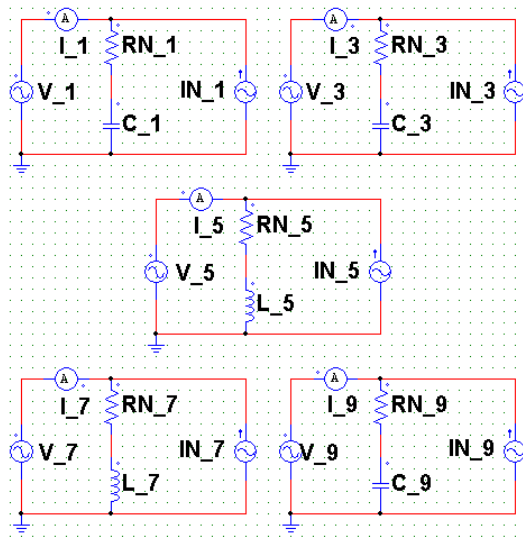 A A
I_1 RN_1 I_3 RN_3
V_1 IN_1 V_3 IN_3
C_1 C_3
A
I_5 RN_5
V_5 IN_5
L_5
A A
I_7 RN_7 I_9 RN_9
V_7 IN_7 V_9 IN_9
L_7 C_9